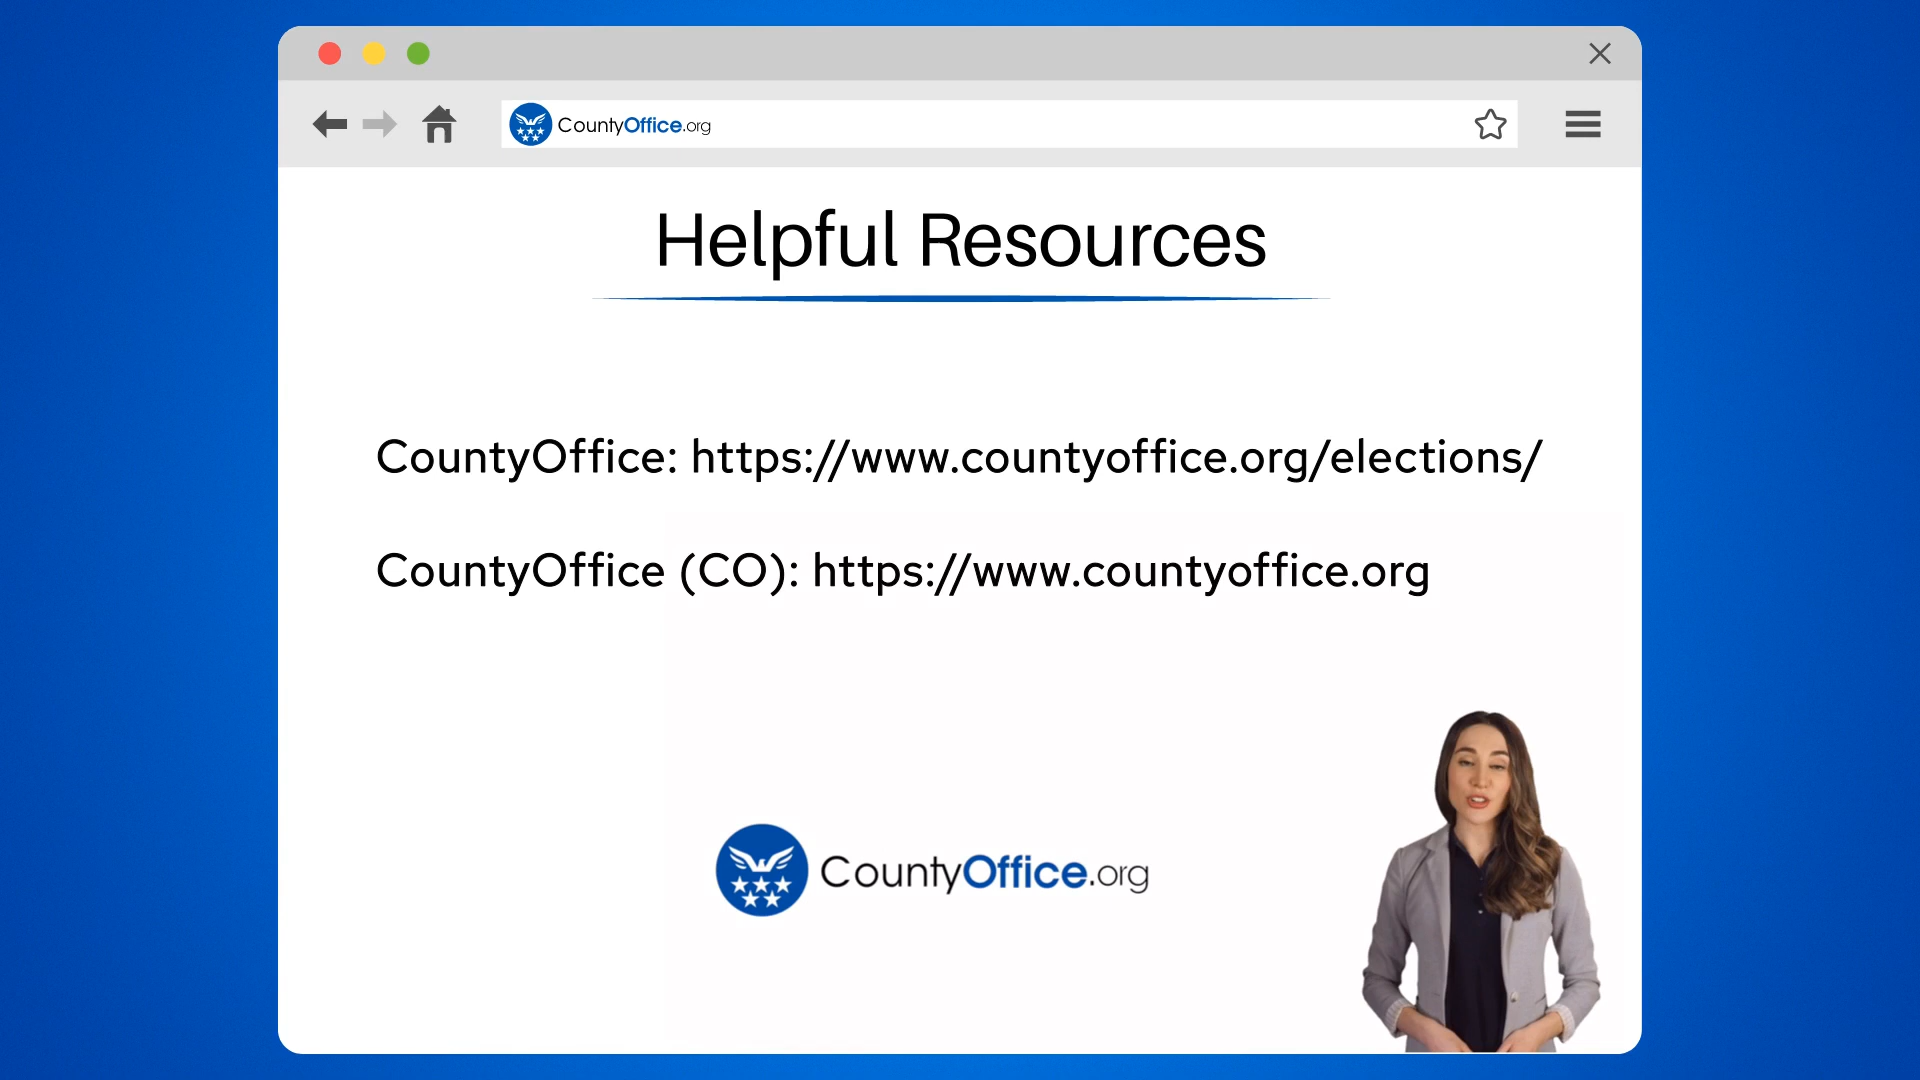 CountyOffice.org
Helpful Resources
CountyOffice: https://www.countyoffice.org/elections/
CountyOffice (CO): https://www.countyoffice.org
CountyOffice.org